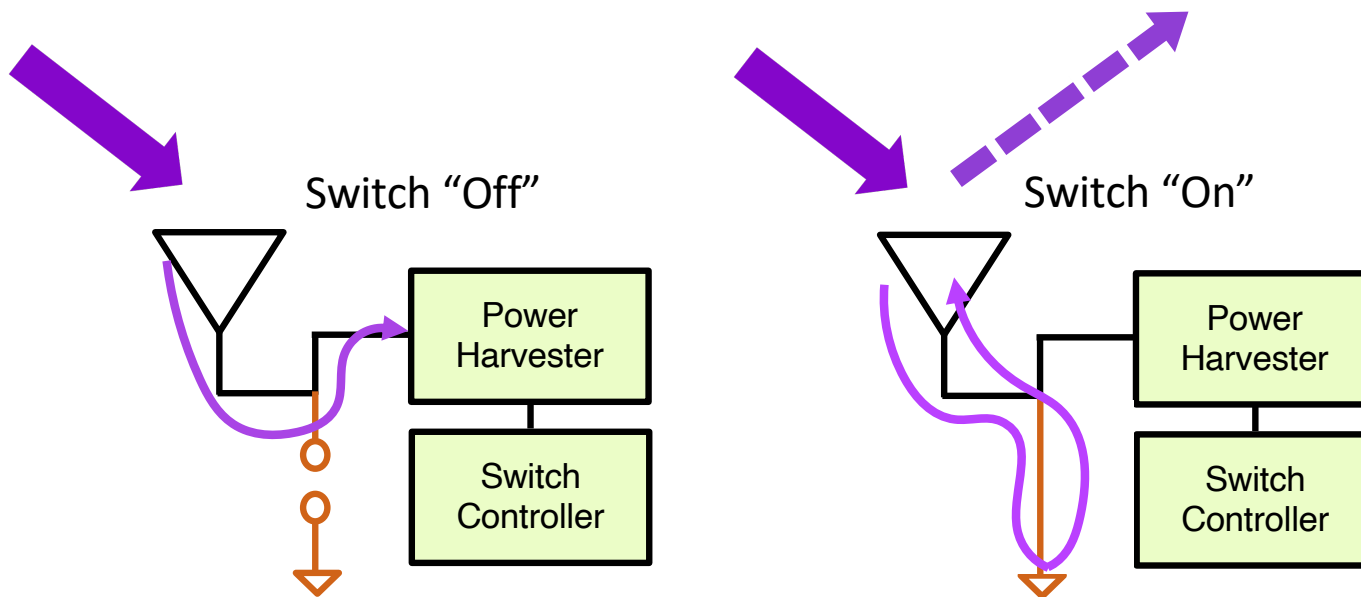 Switch “Off”
Power
Harvester
Switch
Controller
Switch “On”
Power
Harvester
Switch
Controller